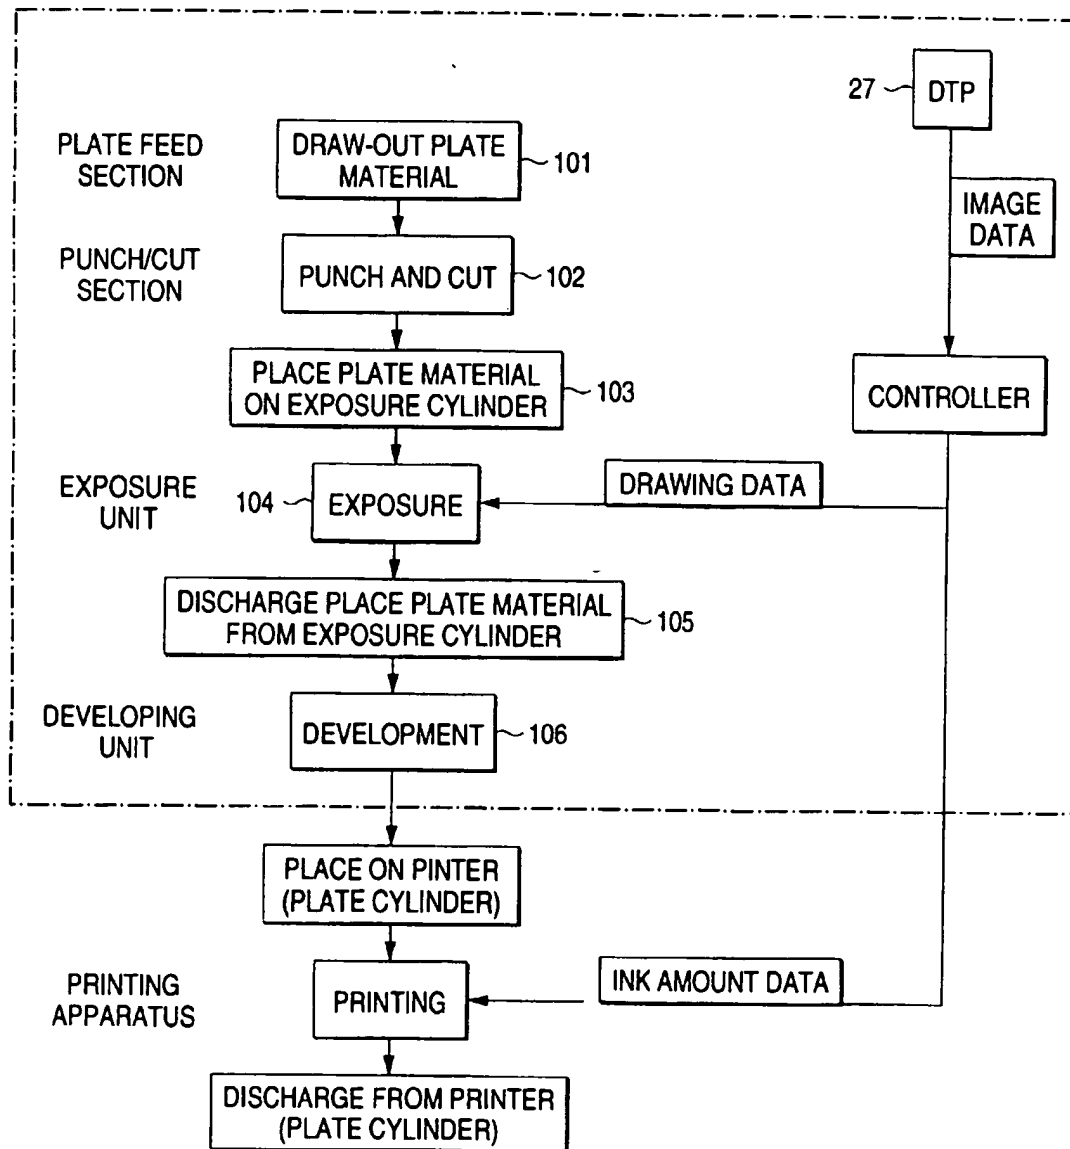 27
DTP
PLATE FEED
SECTION
DRAW-OUT PLATE
MATERIAL
101
IMAGE
DATA
PUNCH/CUT
SECTION
PUNCH AND CUT
102
PLACE PLATE MATERIAL
ON EXPOSURE CYLINDER
103
CONTROLLER
EXPOSURE
UNIT
104
EXPOSURE
DRAWING DATA
DISCHARGE PLACE PLATE MATERIAL
FROM EXPOSURE CYLINDER
105
DEVELOPING
UNIT
DEVELOPMENT
106
PLACE ON PINTER
(PLATE CYLINDER)
PRINTING
APPARATUS
PRINTING
INK AMOUNT DATA
DISCHARGE FROM PRINTER
(PLATE CYLINDER)